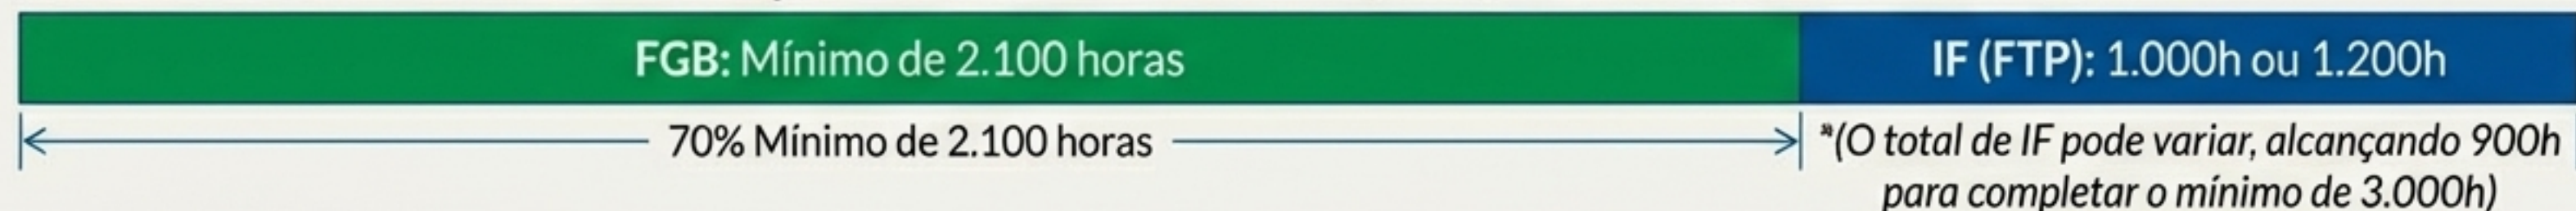 FGB: Mínimo de 2.100 horas
IF (FTP): 1.000h ou 1.200h
70% Mínimo de 2.100 horas
*(O total de IF pode variar, alcançando 900h
para completar o mínimo de 3.000h)